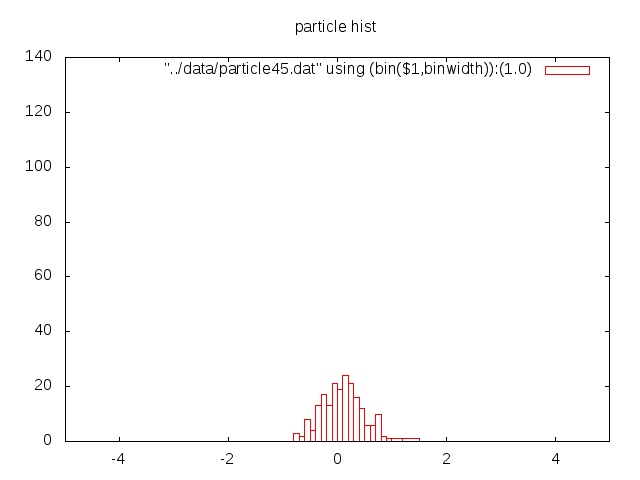 particle hist
"../data/particle45.dat" using (bin($1,binwidth)):(1.0)
140
120
100
80
60
40
20
0
-4 -2 0 2 4